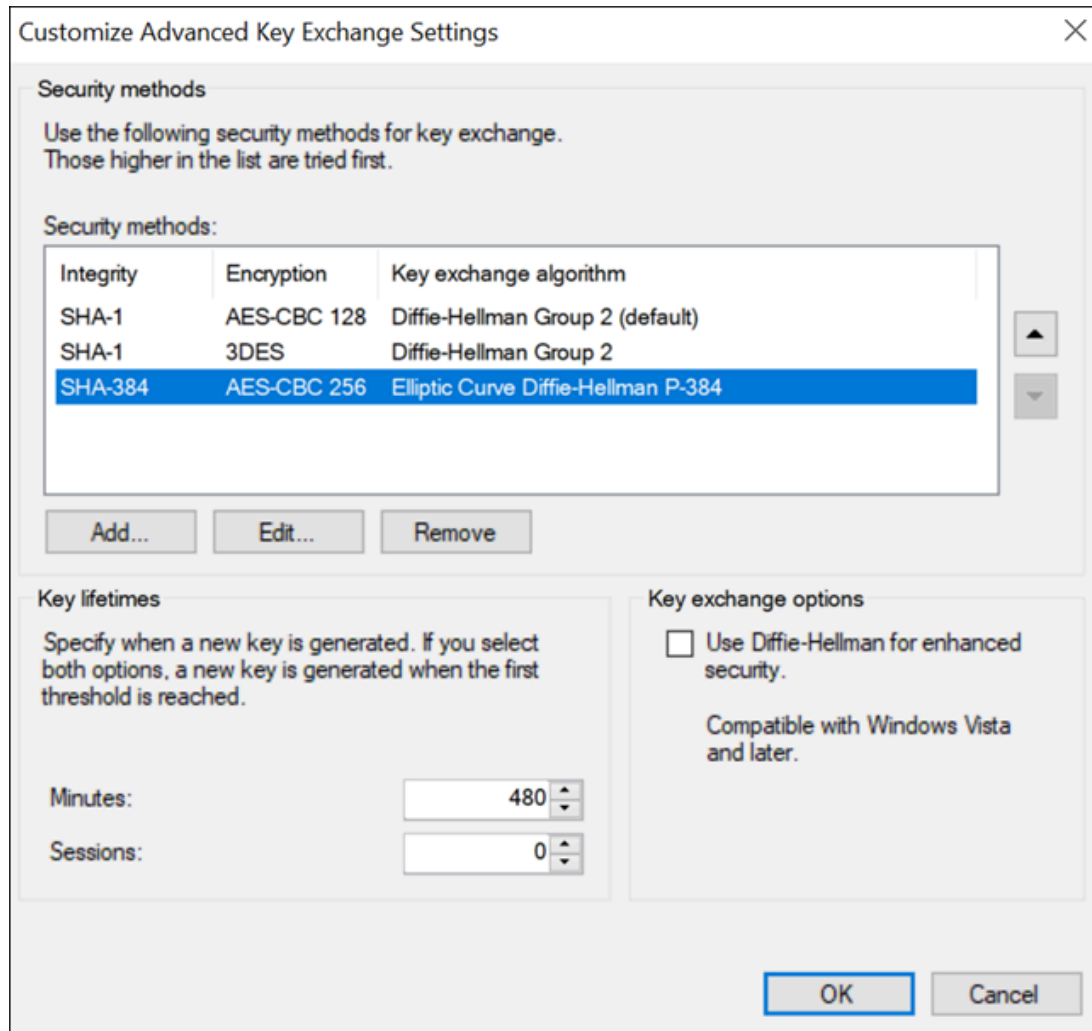 Customize Advanced Key Exchange Settings
Security methods
Use the following security methods for key exchange.
Those higher in the list are tried first.
Security methods:
Integrity Encryption Key exchange algorithm
SHA-1 AES-CBC 128 Diffie-Hellman Group 2 (default)
SHA-1 3DES Diffie-Hellman Group 2
SHA-384 AES-CBC 256 Elliptic Curve Diffie-Hellman P-384
Add... Edit... Remove
Key lifetimes
Specify when a new key is generated. If you select
both options, a new key is generated when the first
threshold is reached.
Minutes: 480
Sessions: 0
Key exchange options
Use Diffie-Hellman for enhanced
security.
Compatible with Windows Vista
and later.
OK Cancel